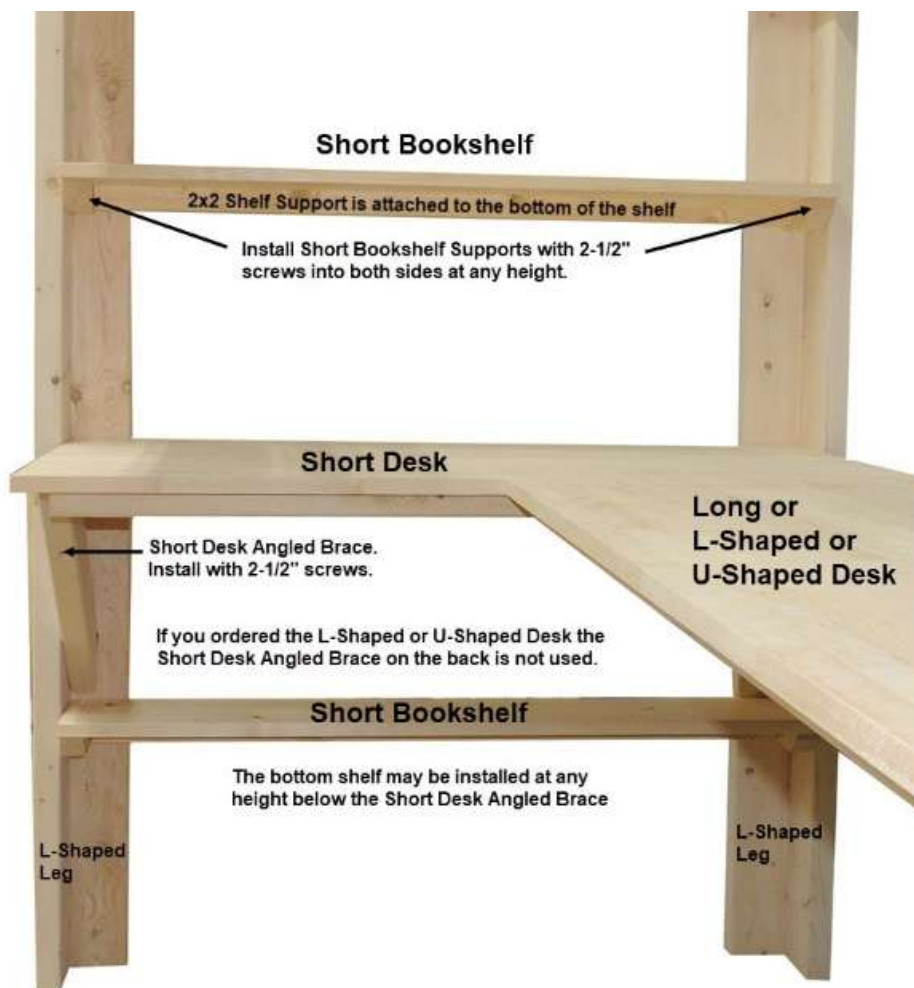 Short Bookshelf
2x2 Shelf Support is attached to the bottom of the shelf
Install Short Bookshelf Supports with 2-1/2"
screws into both sides at any height.
Short Desk
Long or
L-Shaped or
U-Shaped Desk
Short Desk Angled Brace.
Install with 2-1/2" screws.
If you ordered the L-Shaped or U-Shaped Desk the
Short Desk Angled Brace on the back is not used.
Short Bookshelf
The bottom shelf may be installed at any
height below the Short Desk Angled Brace
L-Shaped
Leg
L-Shaped
Leg